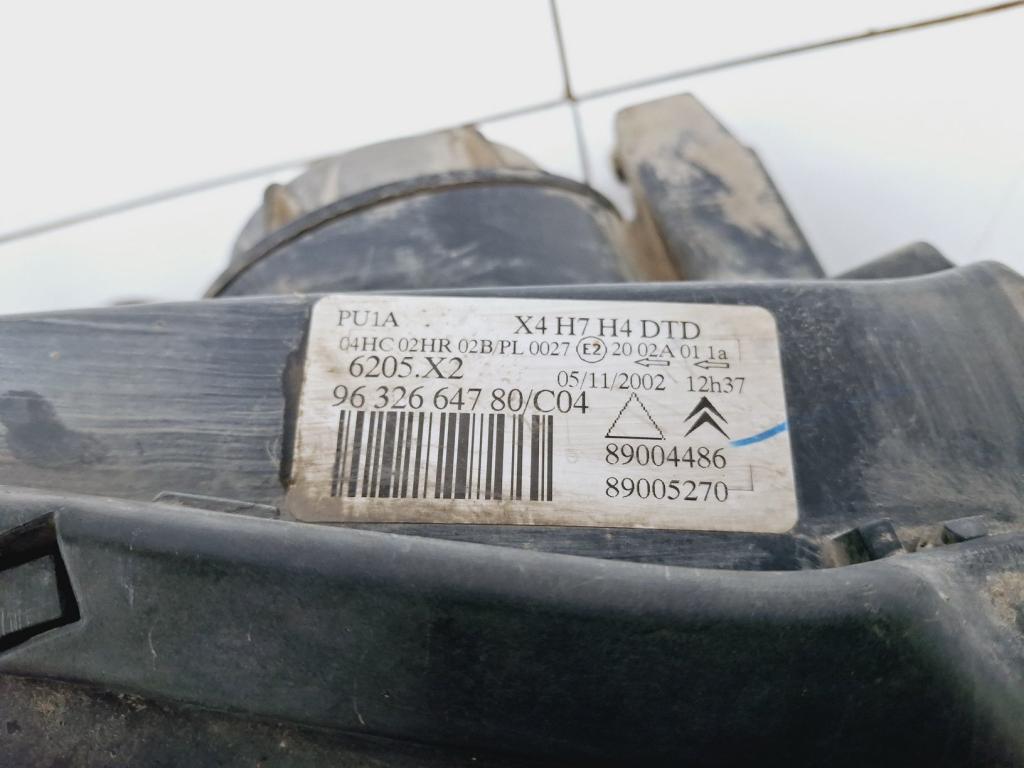 PU1A X4 H7 H4 DTD
04HC 02HR 02B/PL 0027 E2 20 02A 01 1a
6205.X2 05/11/2002 12h37
96 326 647 80/C04
89004486
89005270